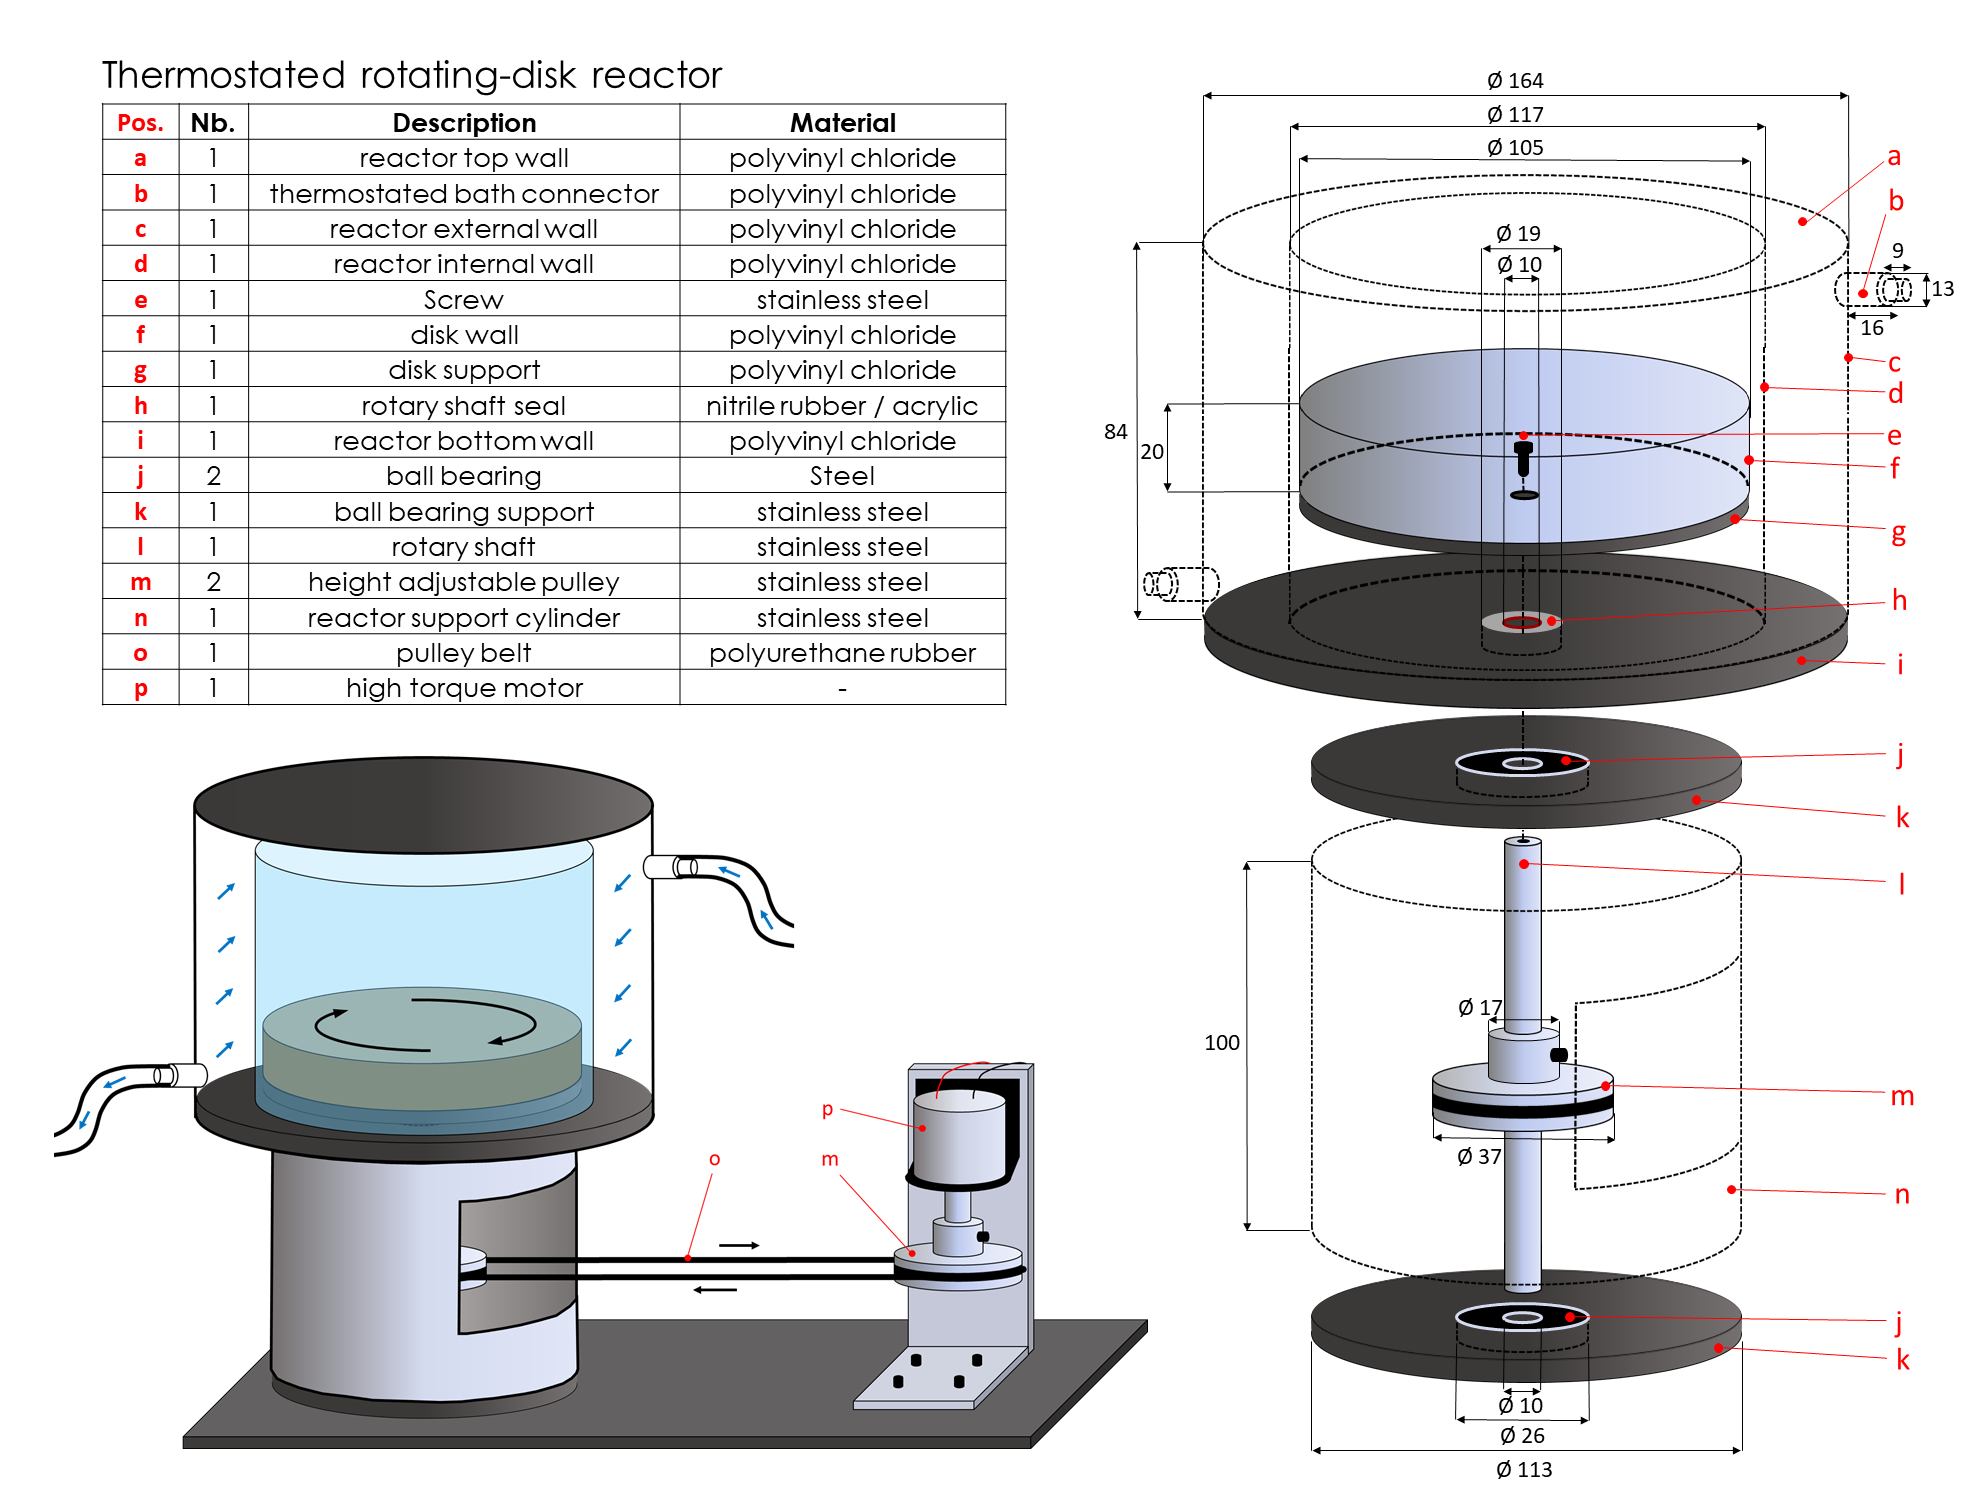 Thermostated rotating-disk reactor
Pos. Nb. Description Material
a 1 reactor top wall polyvinyl chloride
b 1 thermostated bath connector polyvinyl chloride
c 1 reactor external wall polyvinyl chloride
d 1 reactor internal wall polyvinyl chloride
e 1 Screw stainless steel
f 1 disk wall polyvinyl chloride
g 1 disk support polyvinyl chloride
h 1 rotary shaft seal nitrile rubber / acrylic
i 1 reactor bottom wall polyvinyl chloride
j 2 ball bearing Steel
k 1 ball bearing support stainless steel
l 1 rotary shaft stainless steel
m 2 height adjustable pulley stainless steel
n 1 reactor support cylinder stainless steel
o 1 pulley belt polyurethane rubber
p 1 high torque motor -
Ø 164
Ø 117
Ø 105
a
b
Ø 19
Ø 10
9
13
16
c
d
84
20
e
f
g
h
i
j
k
l
Ø 17
100
m
Ø 37
n
j
k
Ø 10
Ø 26
Ø 113
p
o
m